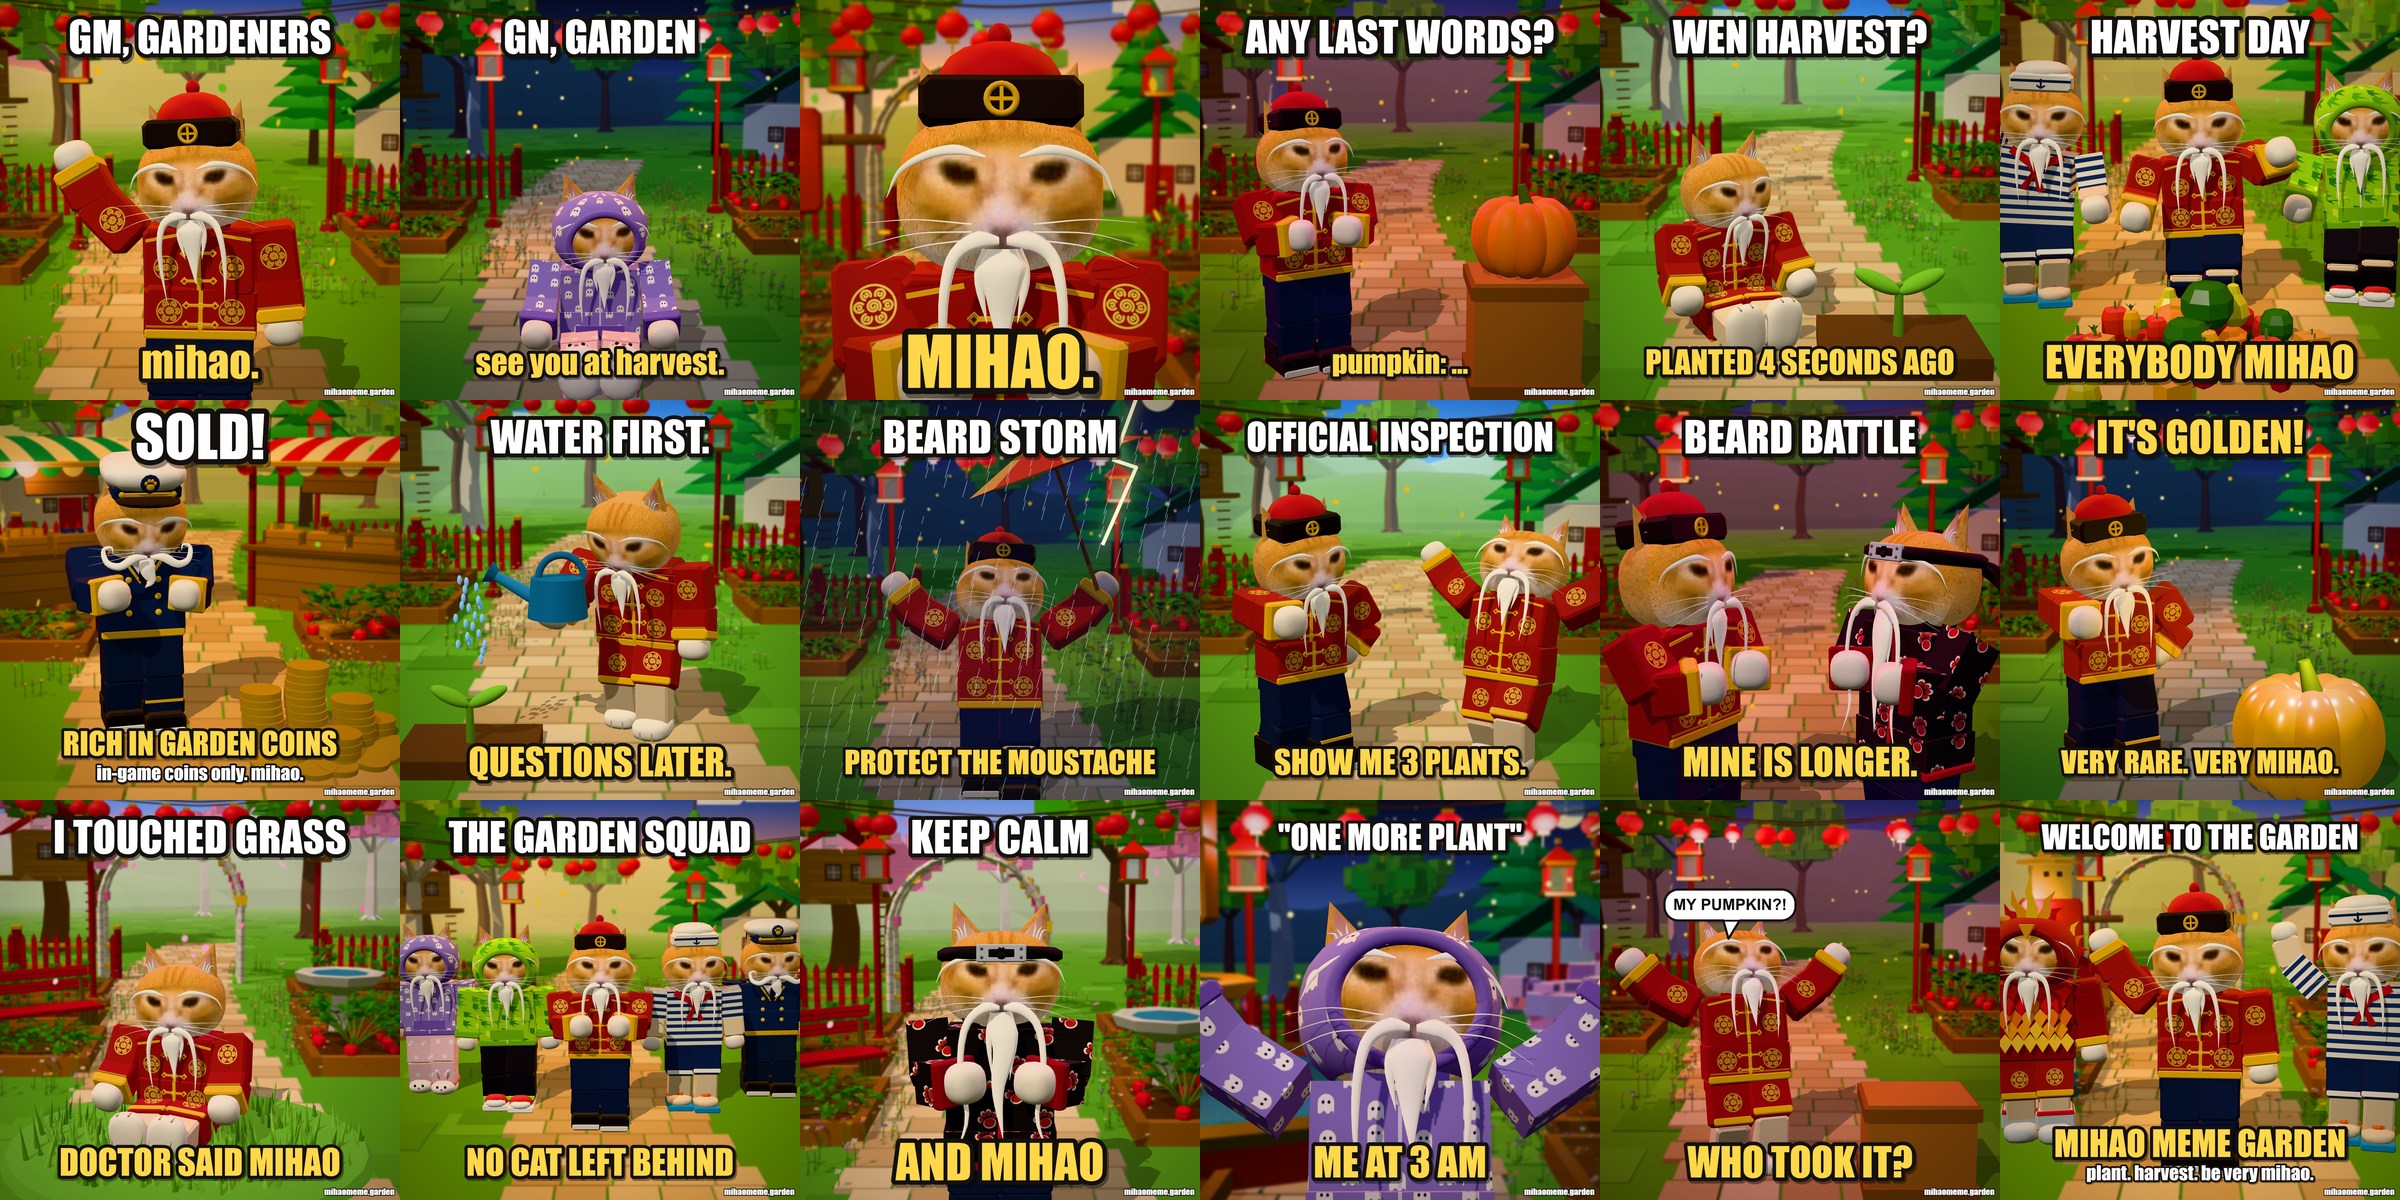 GM, GARDENERS
mihao.
mihaomeme.garden
GN, GARDEN
see you at harvest.
mihaomeme.garden
MIHAO.
mihaomeme.garden
ANY LAST WORDS?
pumpkin: ...
mihaomeme.garden
WEN HARVEST?
PLANTED 4 SECONDS AGO
mihaomeme.garden
HARVEST DAY
EVERYBODY MIHAO
mihaomeme.garden
SOLD!
RICH IN GARDEN COINS
in-game coins only. mihao.
mihaomeme.garden
WATER FIRST.
QUESTIONS LATER.
mihaomeme.garden
BEARD STORM
PROTECT THE MOUSTACHE
mihaomeme.garden
OFFICIAL INSPECTION
SHOW ME 3 PLANTS.
mihaomeme.garden
BEARD BATTLE
MINE IS LONGER.
mihaomeme.garden
IT'S GOLDEN!
VERY RARE. VERY MIHAO.
mihaomeme.garden
I TOUCHED GRASS
DOCTOR SAID MIHAO
mihaomeme.garden
THE GARDEN SQUAD
NO CAT LEFT BEHIND
mihaomeme.garden
KEEP CALM
AND MIHAO
mihaomeme.garden
"ONE MORE PLANT"
ME AT 3 AM
mihaomeme.garden
MY PUMPKIN?!
WHO TOOK IT?
mihaomeme.garden
WELCOME TO THE GARDEN
MIHAO MEME GARDEN
plant. harvest. be very mihao.
mihaomeme.garden